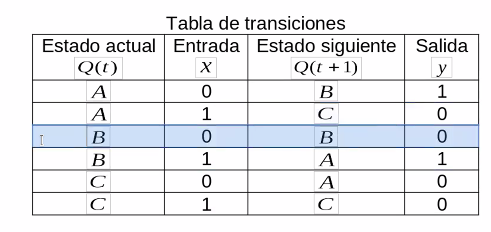 Tabla de transiciones
Estado actual Entrada Estado siguiente Salida
Q(t) x Q(t+1) y
A 0 B 1
A 1 C 0
B 0 B 0
B 1 A 1
C 0 A 0
C 1 C 0